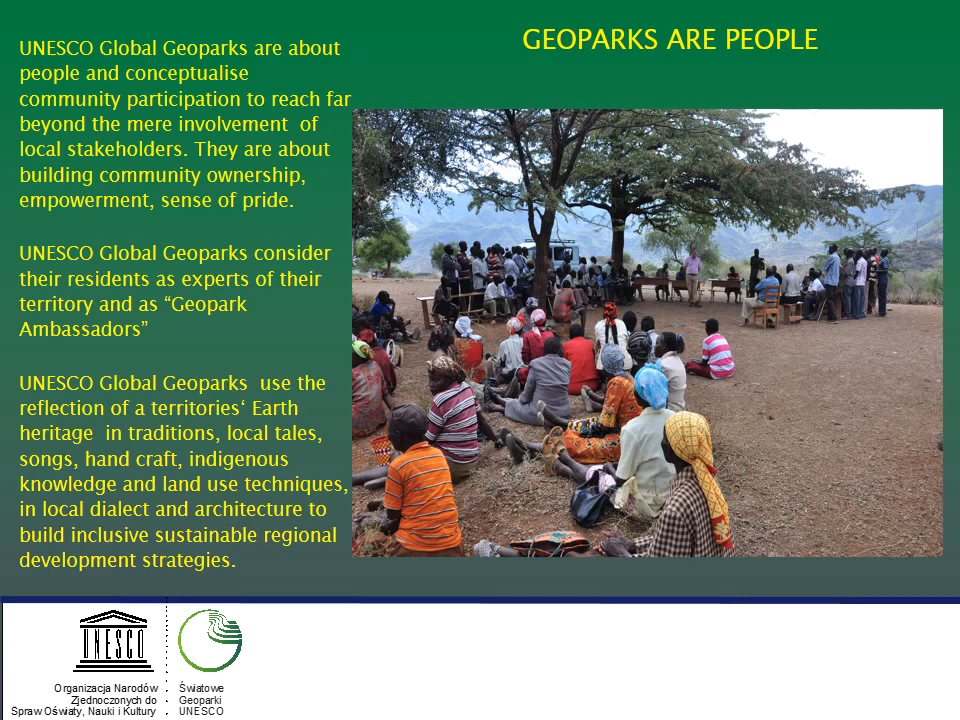 GEOPARKS ARE PEOPLE
UNESCO Global Geoparks are about
people and conceptualise
community participation to reach far
beyond the mere involvement  of
local stakeholders. They are about
building community ownership,
empowerment, sense of pride.
UNESCO Global Geoparks consider
their residents as experts of their
territory and as “Geopark
Ambassadors”
UNESCO Global Geoparks  use the
reflection of a territories‘ Earth
heritage  in traditions, local tales,
songs, hand craft, indigenous
knowledge and land use techniques,
in local dialect and architecture to
build inclusive sustainable regional
development strategies.
UNESCO
Organizacja Narodów
Zjednoczonych do
Spraw Oświaty, Nauki i Kultury
Światowe
Geoparki
UNESCO